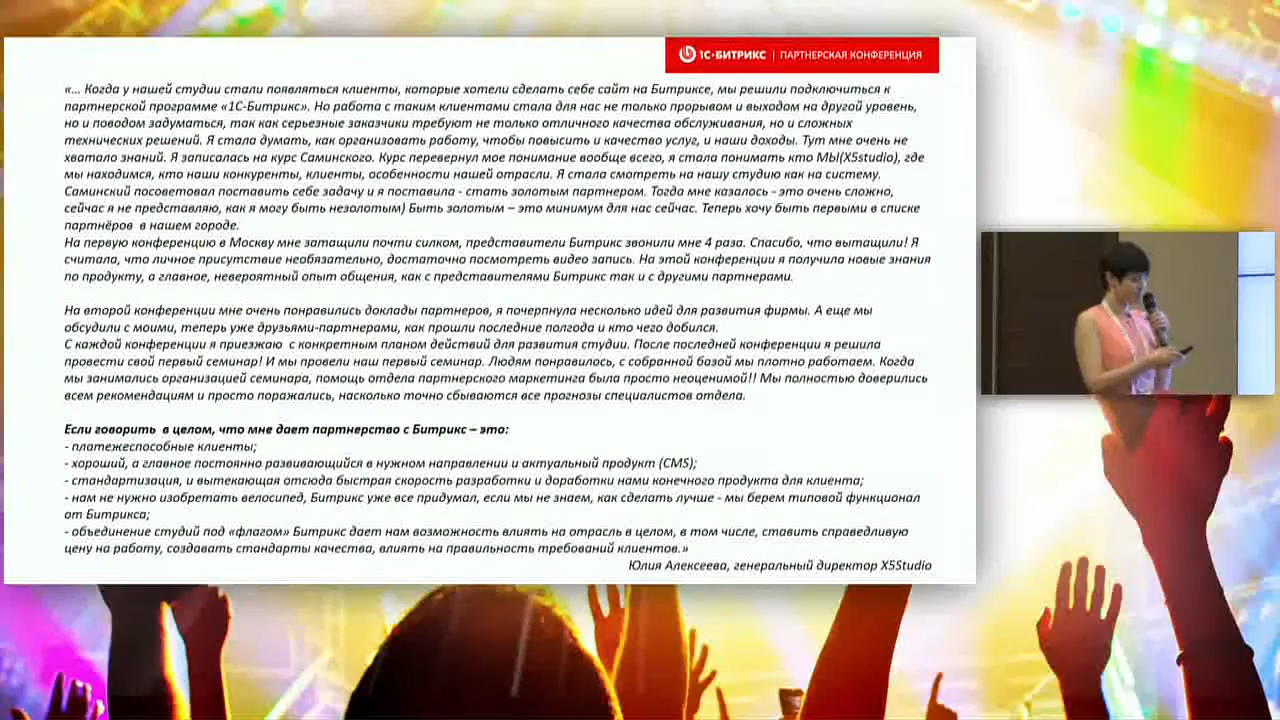 1С-БИТРИКС | ПАРТНЕРСКАЯ КОНФЕРЕНЦИЯ
«... Когда у нашей студии стали появляться клиенты, которые хотели сделать себе сайт на Битриксе, мы решили подключиться к
партнерской программе «1С-Битрикс». Но работа с таким клиентами стала для нас не только прорывом и выходом на другой уровень,
но и поводом задуматься, так как серьезные заказчики требуют не только отличного качества обслуживания, но и сложных
технических решений. Я стала думать, как организовать работу, чтобы повысить и качество услуг, и наши доходы. Тут мне очень не
хватало знаний. Я записалась на курс Саминского. Курс перевернул мое понимание вообще всего, я стала понимать кто МЫ(X5studio), где
мы находимся, кто наши конкуренты, клиенты, особенности нашей отрасли. Я стала смотреть на нашу студию как на систему.
Саминский посоветовал поставить себе задачу и я поставила - стать золотым партнером. Тогда мне казалось - это очень сложно,
сейчас я не представляю, как я могу быть незолотым) Быть золотым – это минимум для нас сейчас. Теперь хочу быть первыми в списке
партнёров в нашем городе.
На первую конференцию в Москву мне затащили почти силком, представители Битрикс звонили мне 4 раза. Спасибо, что вытащили! Я
считала, что личное присутствие необязательно, достаточно посмотреть видео запись. На этой конференции я получила новые знания
по продукту, а главное, невероятный опыт общения, как с представителями Битрикс так и с другими партнерами.
На второй конференции мне очень понравились доклады партнеров, я почерпнула несколько идей для развития фирмы. А еще мы
обсудили с моими, теперь уже друзьями-партнерами, как прошли последние полгода и кто чего добился.
С каждой конференции я приезжаю с конкретным планом действий для развития студии. После последней конференции я решила
провести свой первый семинар! И мы провели наш первый семинар. Людям понравилось, с собранной базой мы плотно работаем. Когда
мы занимались организацией семинара, помощь отдела партнерского маркетинга была просто неоценимой!! Мы полностью доверились
всем рекомендациям и просто поражались, насколько точно сбываются все прогнозы специалистов отдела.
Если говорить в целом, что мне дает партнерство с Битрикс – это:
- платежеспособные клиенты;
- хороший, а главное постоянно развивающийся в нужном направлении и актуальный продукт (CMS);
- стандартизация, и вытекающая отсюда быстрая скорость разработки и доработки нами конечного продукта для клиента;
- нам не нужно изобретать велосипед, Битрикс уже все придумал, если мы не знаем, как сделать лучше - мы берем типовой функционал
от Битрикса;
- объединение студий под «флагом» Битрикс дает нам возможность влиять на отрасль в целом, в том числе, ставить справедливую
цену на работу, создавать стандарты качества, влиять на правильность требований клиентов.»
Юлия Алексеева, генеральный директор X5Studio